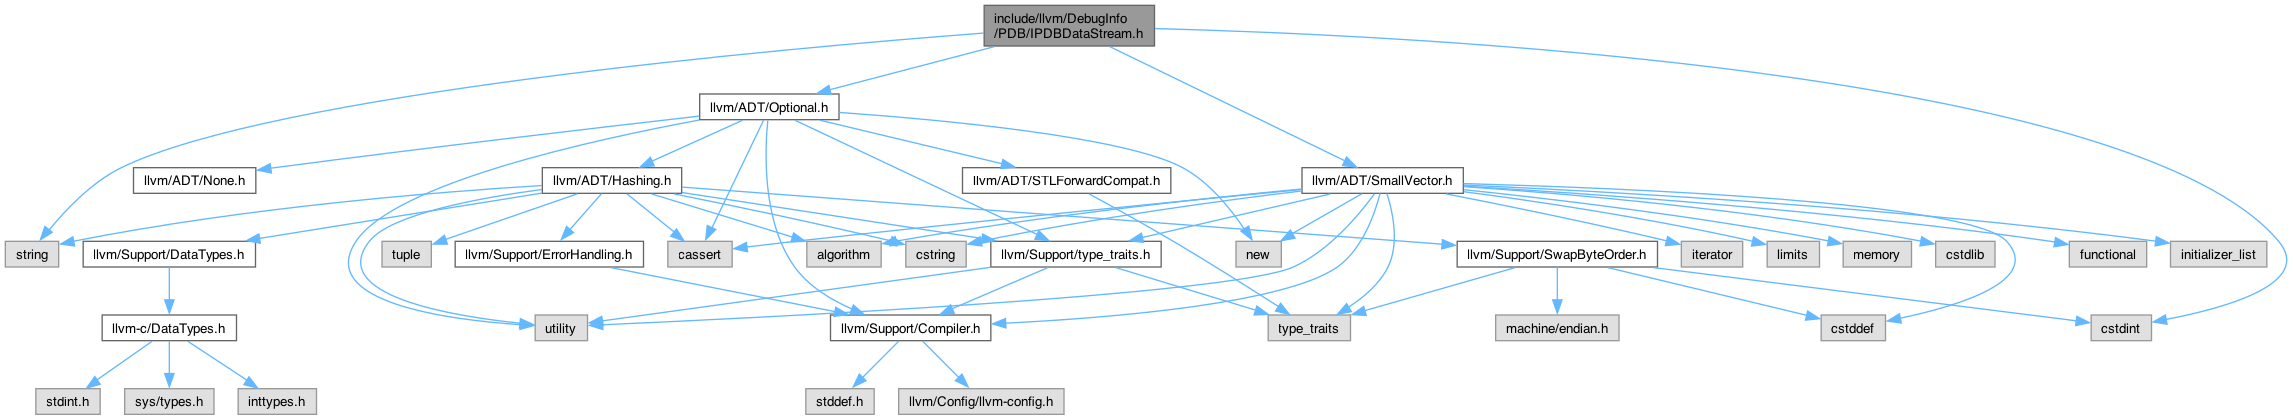 include/llvm/DebugInfo
/PDB/IPDBDataStream.h
llvm/ADT/Optional.h
llvm/ADT/None.h
llvm/ADT/Hashing.h
llvm/ADT/STLForwardCompat.h
llvm/ADT/SmallVector.h
string
llvm/Support/DataTypes.h
tuple
llvm/Support/ErrorHandling.h
cassert
algorithm
cstring
llvm/Support/type_traits.h
new
llvm/Support/SwapByteOrder.h
iterator
limits
memory
cstdlib
functional
initializer_list
llvm-c/DataTypes.h
utility
llvm/Support/Compiler.h
type_traits
machine/endian.h
cstddef
cstdint
stdint.h
sys/types.h
inttypes.h
stddef.h
llvm/Config/llvm-config.h